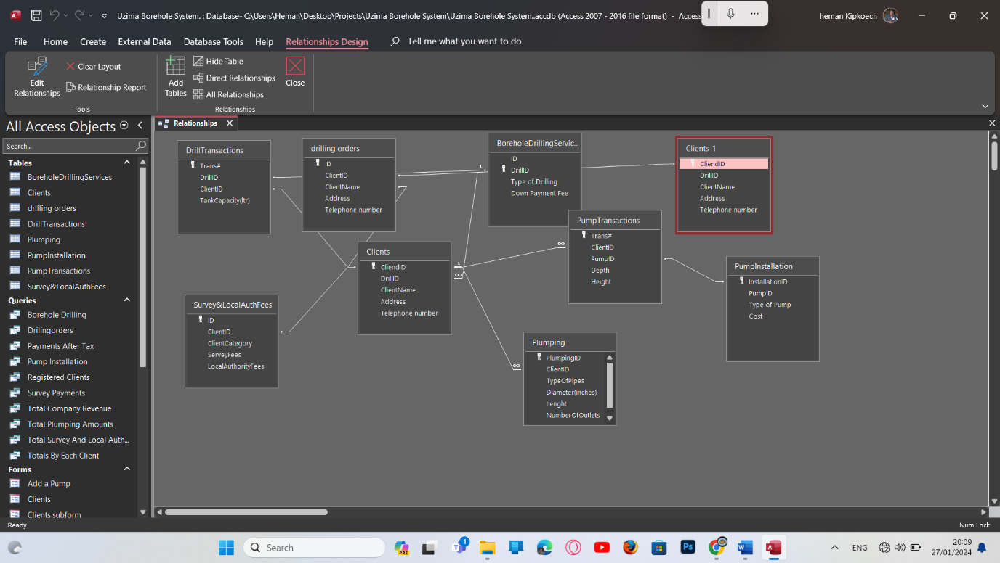 Uzima Borehole System. : Database- C:\Users\Heman\Desktop\Projects\Uzima Borehole System\Uzima Borehole System..accdb (Access 2007 - 2016 file format) - Access
heman Kipkoech
File Home Create External Data Database Tools Help Relationships Design Tell me what you want to do
Edit Relationships
Clear Layout
Relationship Report
Tools
Add Tables
Hide Table
Direct Relationships
All Relationships
Close
Relationships
All Access Objects
Search...
Tables
BoreholeDrillingServices
Clients
drilling orders
DrillTransactions
Plumping
PumpInstallation
PumpTransactions
Survey&LocalAuthFees
Queries
Borehole Drilling
Drilingorders
Payments After Tax
Pump Installation
Registered Clients
Survey Payments
Total Company Revenue
Total Plumping Amounts
Total Survey And Local Auth...
Totals By Each Client
Forms
Add a Pump
Clients
Clients subform
Relationships
DrillTransactions
Trans#
DrillID
ClientID
TankCapacity(ltr)
drilling orders
ID
ClientID
ClientName
Address
Telephone number
BoreholeDrillingServic...
ID
DrillID
Type of Drilling
Down Payment Fee
Clients_1
CliendID
DrillID
ClientName
Address
Telephone number
PumpTransactions
Trans#
ClientID
PumpID
Depth
Height
Clients
CliendID
DrillID
ClientName
Address
Telephone number
PumpInstallation
InstallationID
PumpID
Type of Pump
Cost
Survey&LocalAuthFees
ID
ClientID
ClientCategory
ServeyFees
LocalAuthorityFees
Plumping
PlumpingID
ClientID
TypeOfPipes
Diameter(inches)
Lenght
NumberOfOutlets
1
1
∞
∞
∞
Ready
Num Lock
Search
PRE
1
Ps
ENG
20:09
27/01/2024